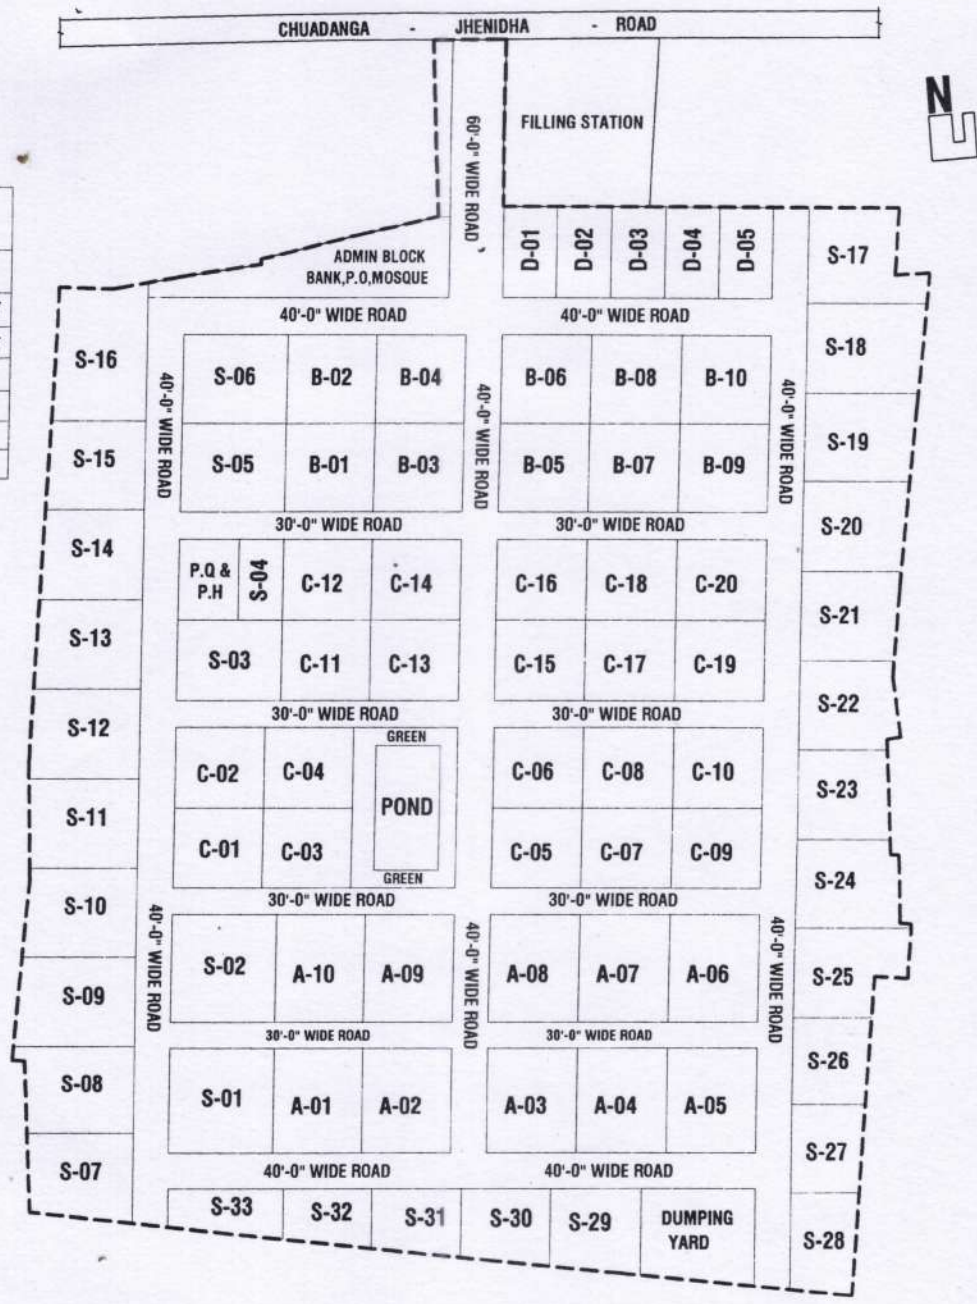 CHUADANGA - JHENIDHA - ROAD
N
60'-0" WIDE ROAD
FILLING STATION
ADMIN BLOCK
BANK,P.O,MOSQUE
D-01 D-02 D-03 D-04 D-05
S-17
40'-0" WIDE ROAD 40'-0" WIDE ROAD
S-16
S-06 B-02 B-04 B-06 B-08 B-10
S-18
40'-0" WIDE ROAD 40'-0" WIDE ROAD 40'-0" WIDE ROAD
S-15
S-05 B-01 B-03 B-05 B-07 B-09
S-19
30'-0" WIDE ROAD 30'-0" WIDE ROAD
S-14
S-20
P.Q &
P.H
S-04 C-12 C-14 C-16 C-18 C-20
S-13
S-21
S-03 C-11 C-13 C-15 C-17 C-19
30'-0" WIDE ROAD 30'-0" WIDE ROAD
S-12
S-22
GREEN
C-02 C-04 C-06 C-08 C-10
POND
S-11
S-23
C-01 C-03 C-05 C-07 C-09
GREEN
30'-0" WIDE ROAD 30'-0" WIDE ROAD
S-10
S-24
40'-0" WIDE ROAD 40'-0" WIDE ROAD 40'-0" WIDE ROAD
S-02 A-10 A-09 A-08 A-07 A-06
S-09
S-25
30'-0" WIDE ROAD 30'-0" WIDE ROAD
S-08
S-26
S-01 A-01 A-02 A-03 A-04 A-05
S-07
S-27
40'-0" WIDE ROAD 40'-0" WIDE ROAD
S-33 S-32 S-31 S-30 S-29
DUMPING
YARD
S-28